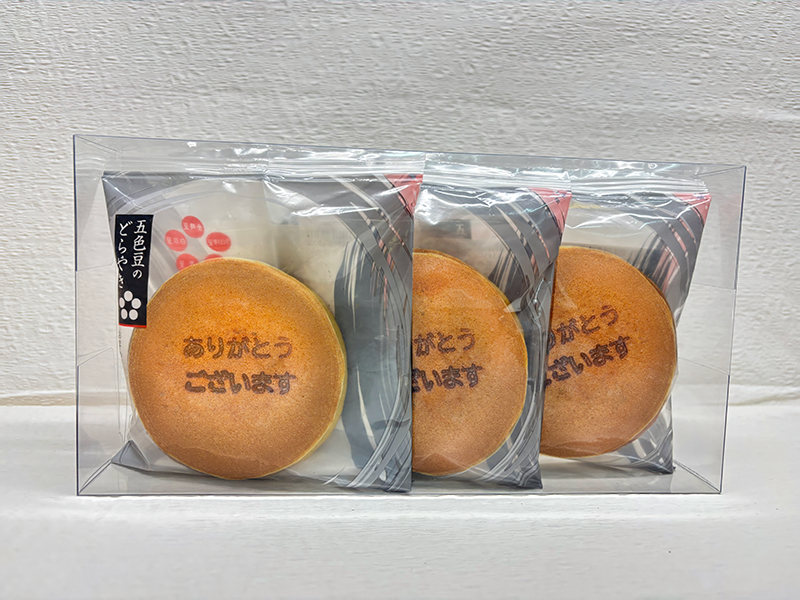 五色豆の
どらやき
ありがとう
ございます
がとう
ざいます
がとう
います